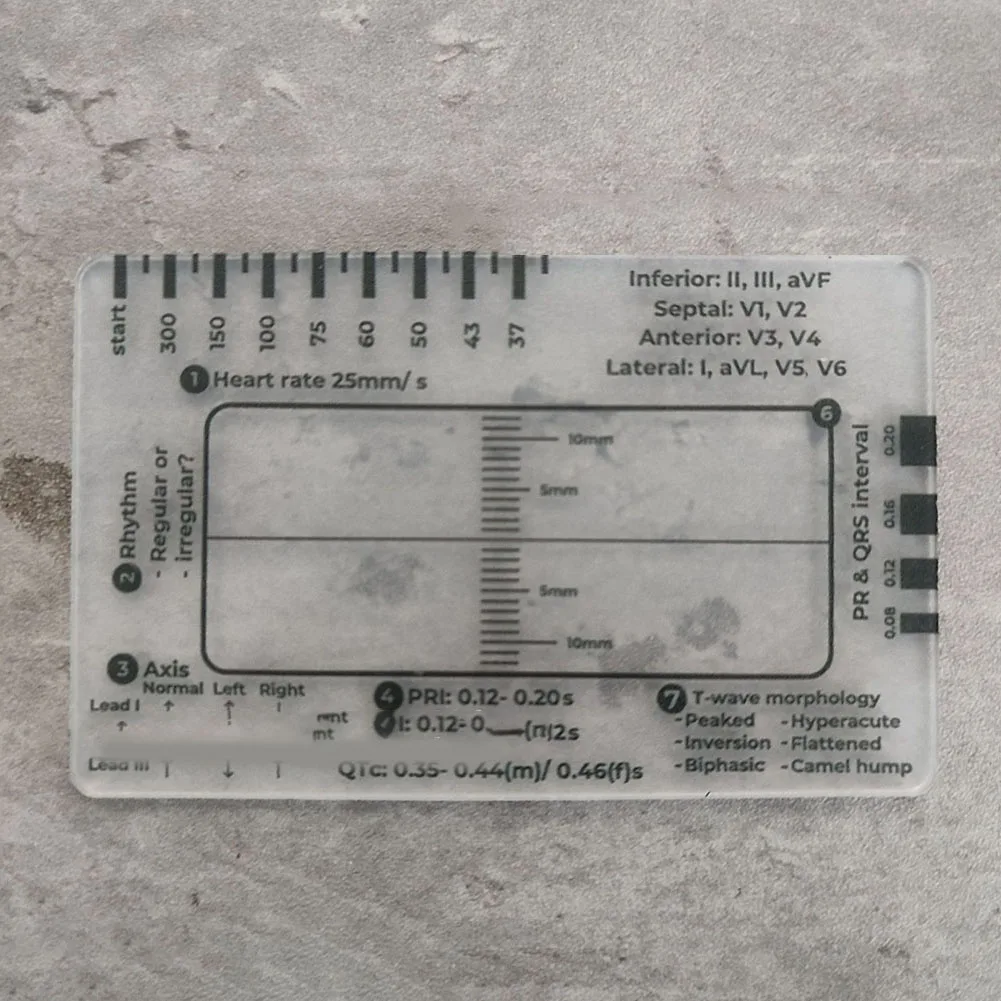 start 300 150 100 75 60 50 43 37
1 Heart rate 25mm/ s
Inferior: II, III, aVF
Septal: V1, V2
Anterior: V3, V4
Lateral: I, aVL, V5, V6
2 Rhythm
- Regular or
- irregular?
10mm
5mm
5mm
10mm
6
PR & QRS interval
0.20
0.16
0.12
0.08
3 Axis
Normal Left Right
Lead I ↑ ↑
↑
Lead III ↓
4 PRI: 0.12- 0.20s
QTc: 0.35- 0.44(m)/ 0.46(f)s
7 T-wave morphology
-Peaked -Hyperacute
-Inversion -Flattened
-Biphasic -Camel hump